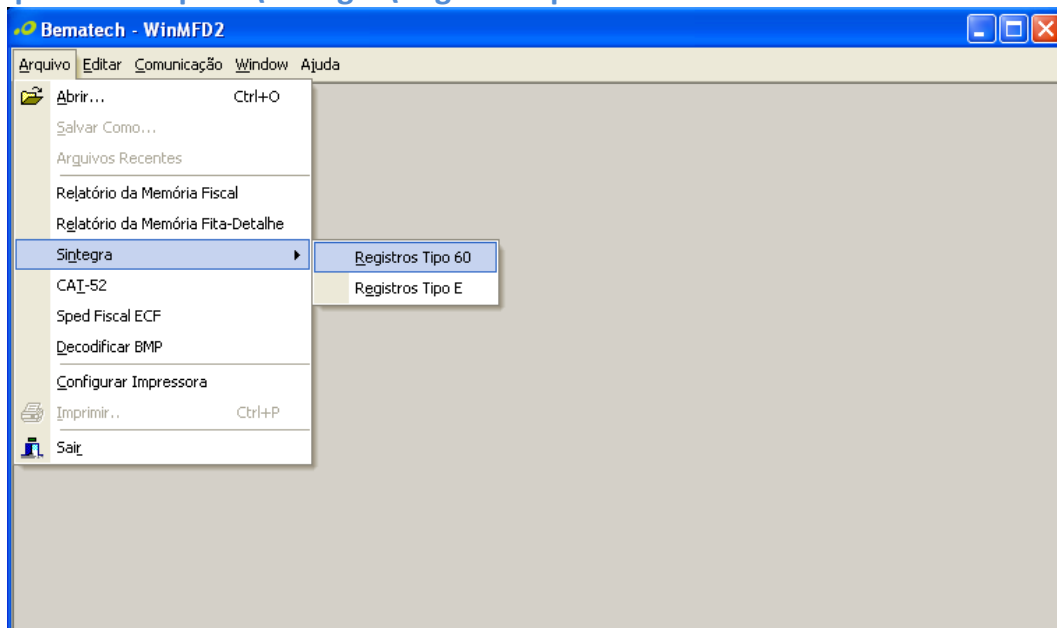 Bematech - WinMFD2
Arquivo Editar Comunicação Window Ajuda
Abrir... Ctrl+O
Salvar Como...
Arquivos Recentes
Relatório da Memória Fiscal
Relatório da Memória Fita-Detalhe
Sintegra
Registros Tipo 60
CAT-52
Registros Tipo E
Sped Fiscal ECF
Decodificar BMP
Configurar Impressora
Imprimir.. Ctrl+P
Sair